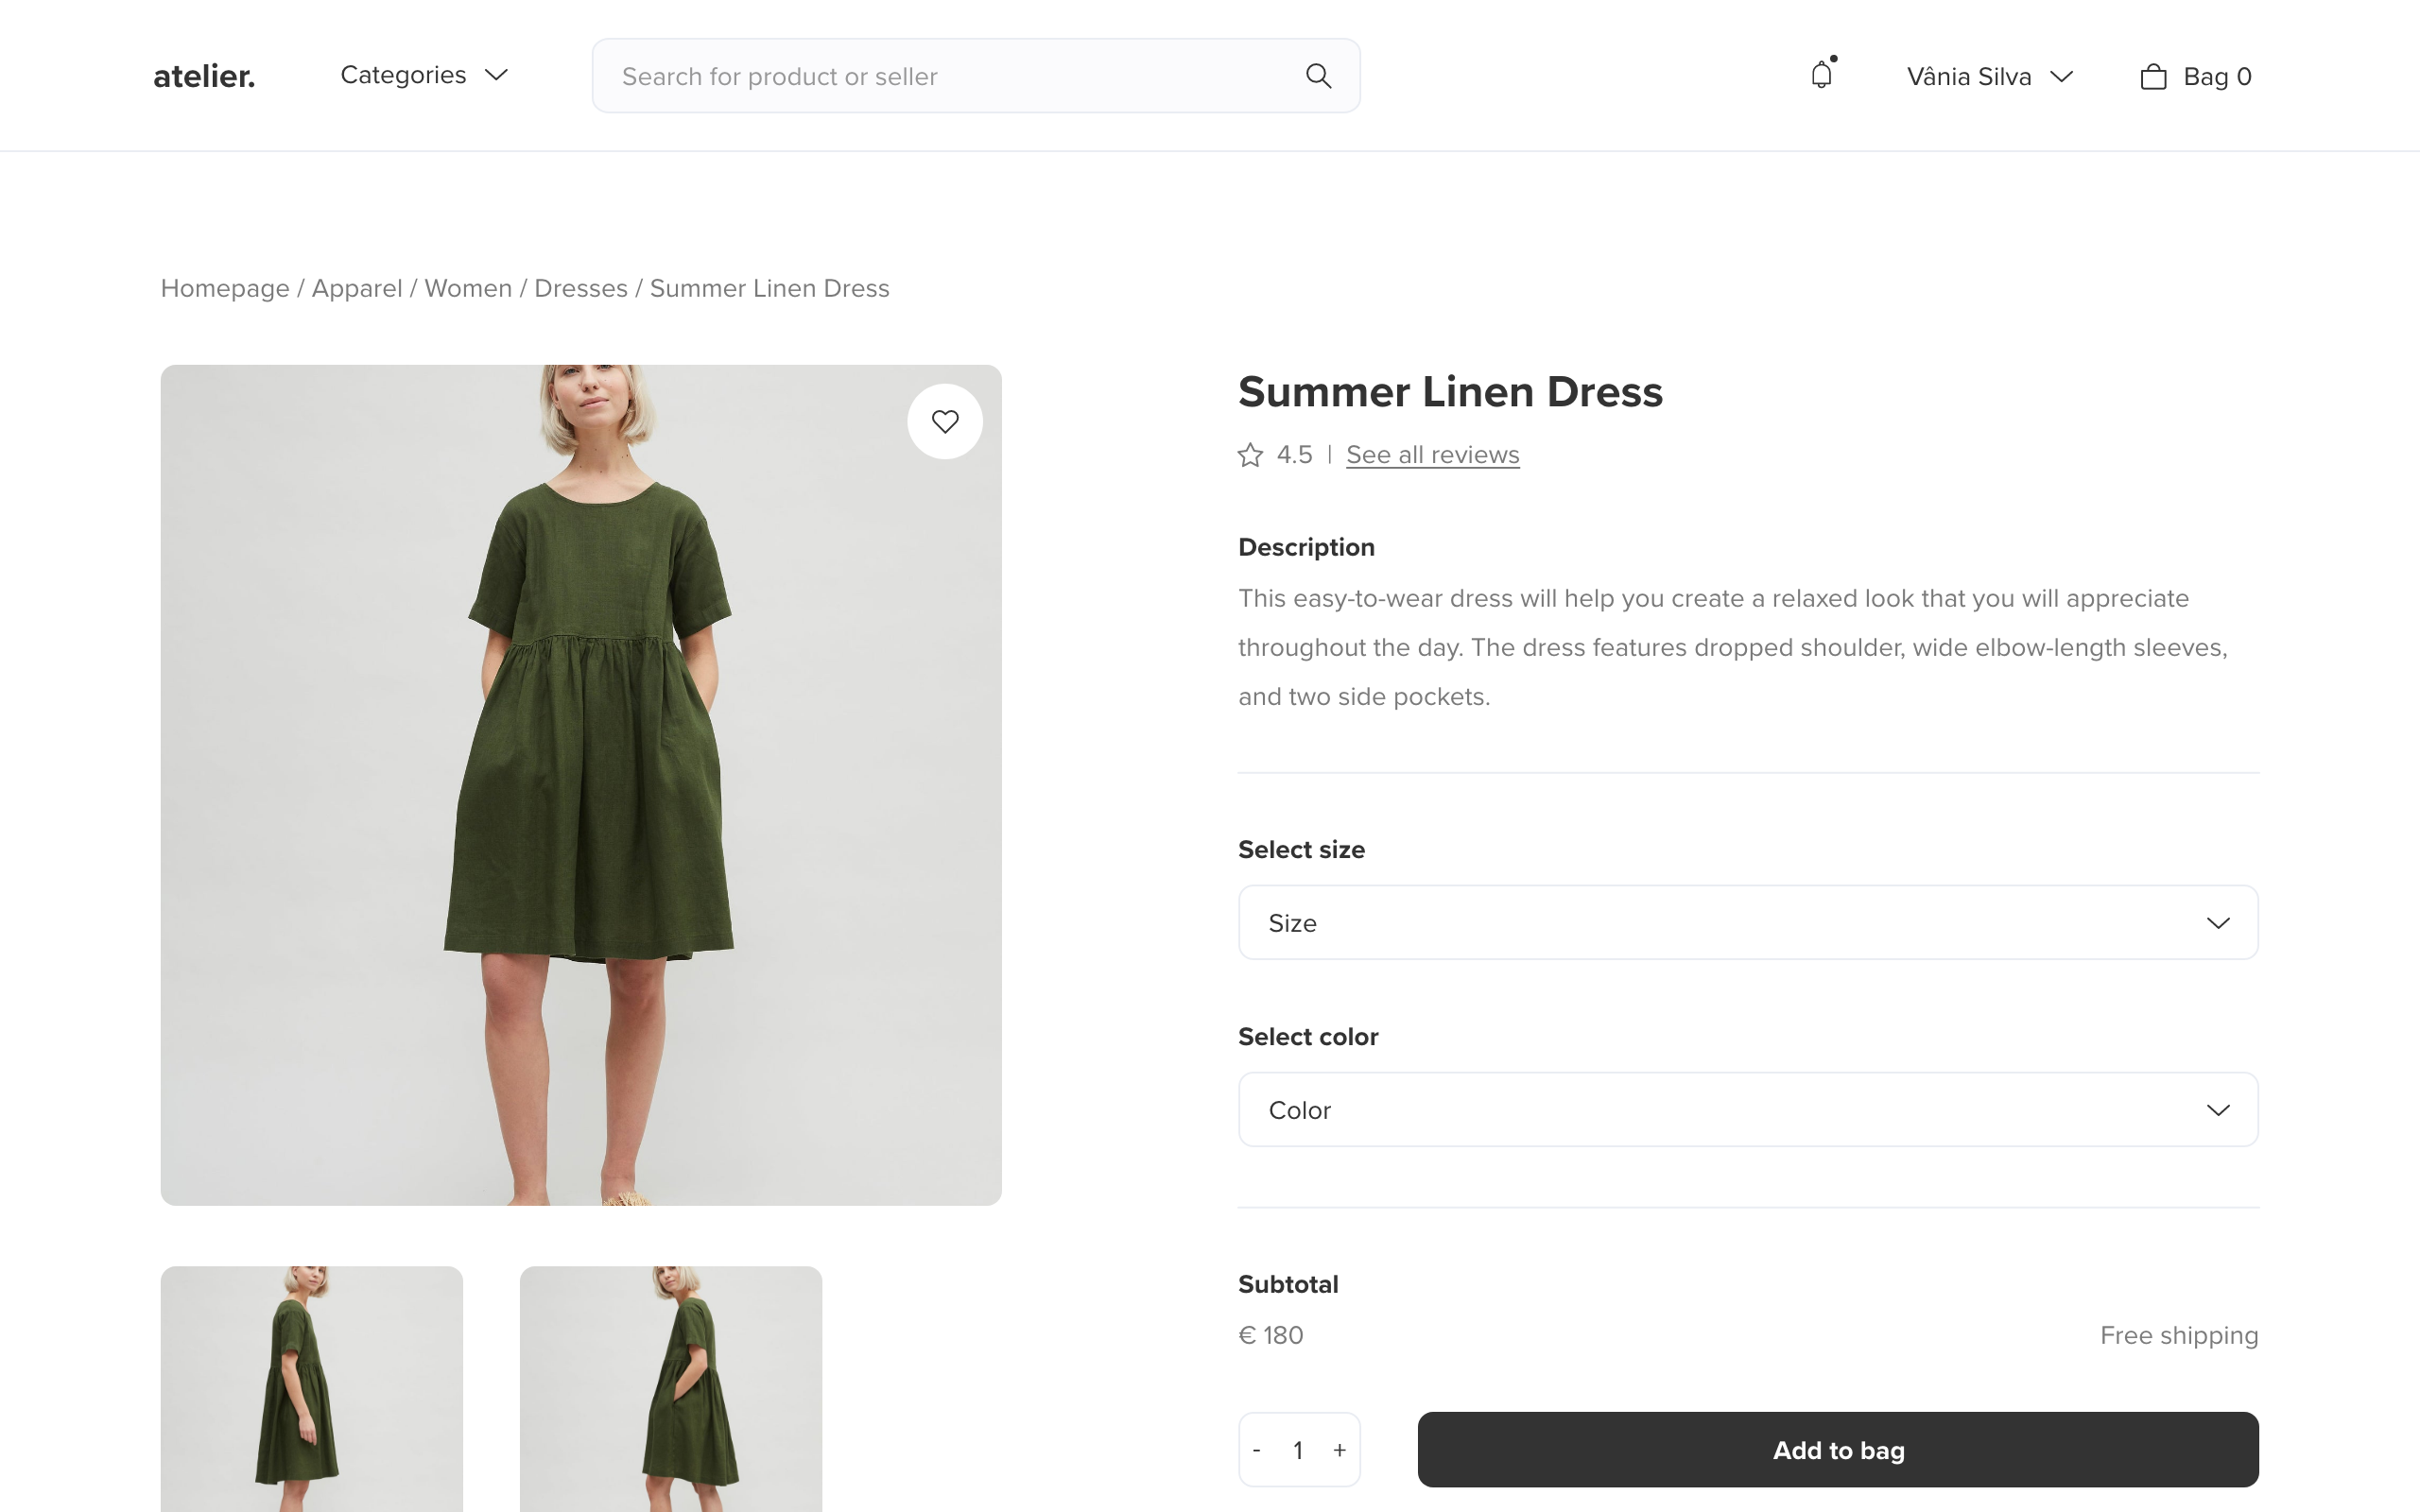 atelier.
Categories
Search for product or seller
Vânia Silva
Bag 0
Homepage / Apparel / Women / Dresses / Summer Linen Dress
Summer Linen Dress
4.5 | See all reviews
Description
This easy-to-wear dress will help you create a relaxed look that you will appreciate
throughout the day. The dress features dropped shoulder, wide elbow-length sleeves,
and two side pockets.
Select size
Size
Select color
Color
Subtotal
€ 180
Free shipping
- 1 +
Add to bag